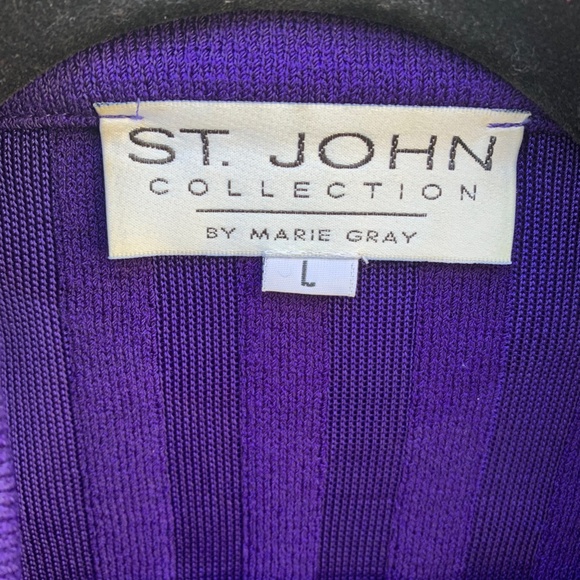 ST. JOHN
COLLECTION
BY MARIE GRAY
L